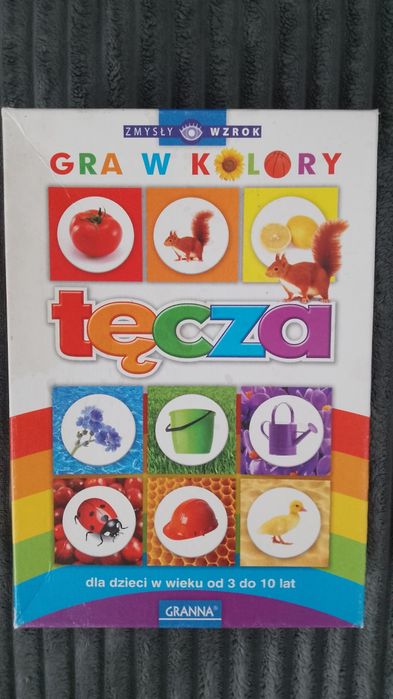 ZMYSŁY WZROK
GRA W KOLORY
tęcza
dla dzieci w wieku od 3 do 10 lat
GRANNA